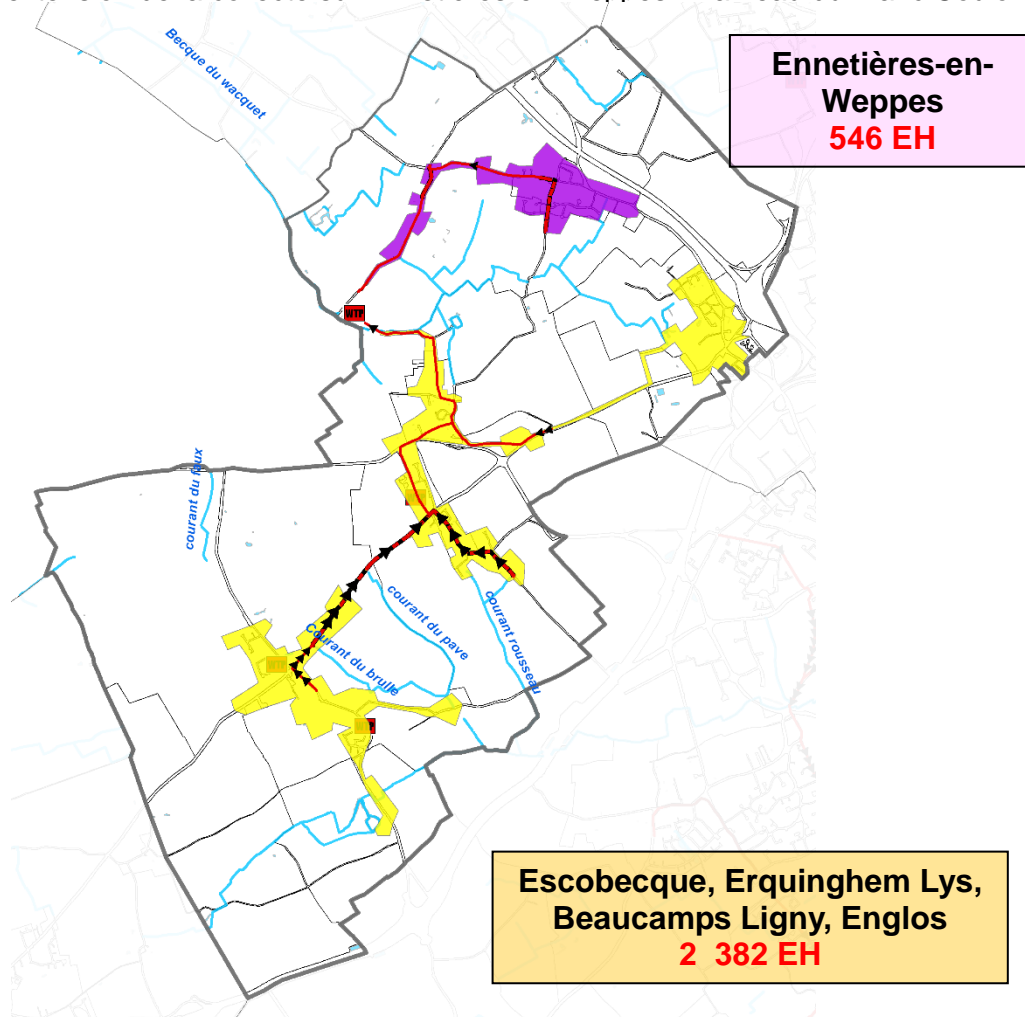 Becque du wacquet
Ennetières-en-
Weppes
546 EH
WTP
courant du faux
courant du pave
courant rousseau
Courant du brulle
Escobecque, Erquinghem Lys,
Beaucamps Ligny, Englos
2 382 EH